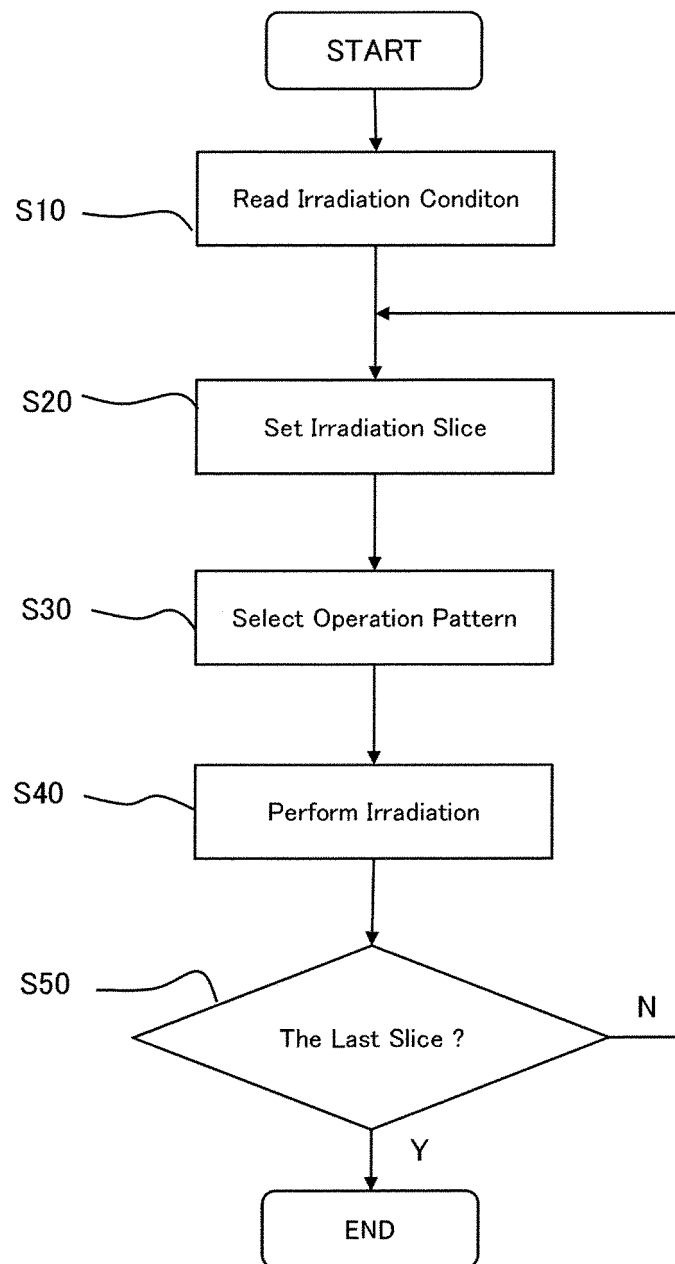 START
S10
Read Irradiation Conditon
S20
Set Irradiation Slice
S30
Select Operation Pattern
S40
Perform Irradiation
S50
The Last Slice ?
N
Y
END